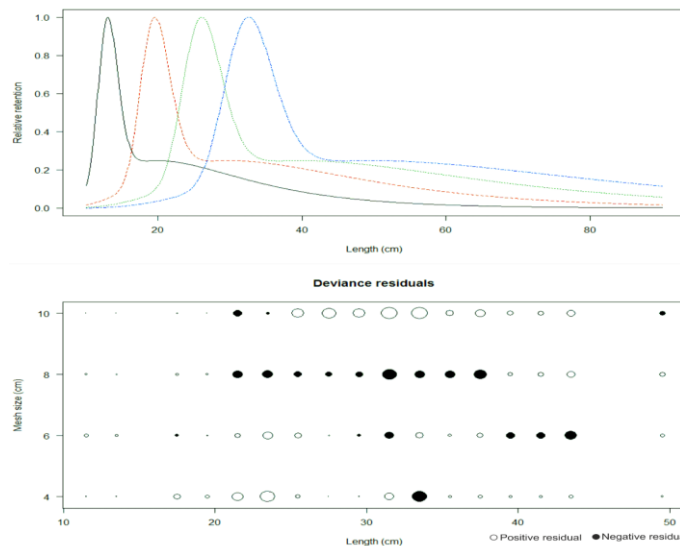 1.0
0.8
0.6
0.4
0.2
0.0
Relative retention
20 40 60 80
Length (cm)
Deviance residuals
10
8
6
4
Mesh size (cm)
10 20 30 40 50
Length (cm)
Positive residual Negative residual